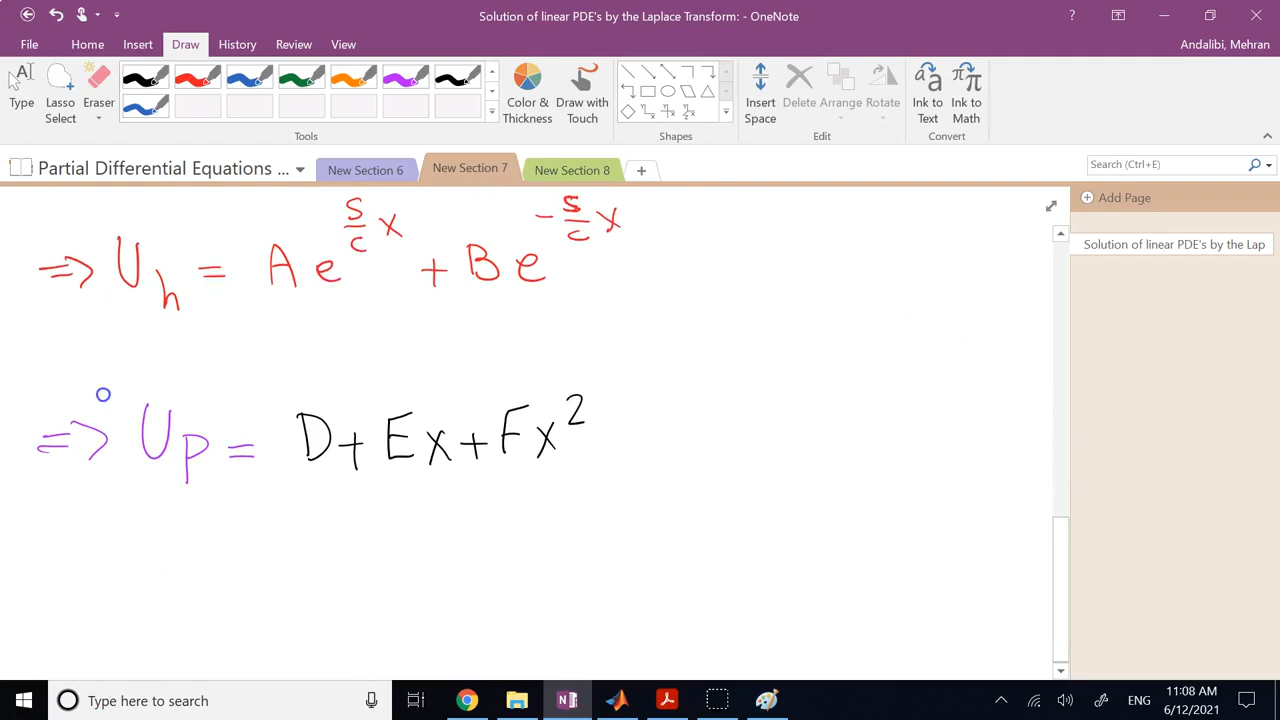 Solution of linear PDE's by the Laplace Transform: - OneNote
Andalibi, Mehran
File Home Insert Draw History Review View
Type Lasso Select Eraser Color & Thickness Draw with Touch Insert Space Delete Arrange Rotate Ink to Text Ink to Math
Tools Shapes Edit Convert
Partial Differential Equations ... New Section 6 New Section 7 New Section 8 Search (Ctrl+E)
Add Page
Solution of linear PDE's by the Lap
=> U_h = A e^{s/c x} + B e^{-s/c x}
=> U_p = D + Ex + Fx^2
Type here to search
ENG
11:08 AM
6/12/2021